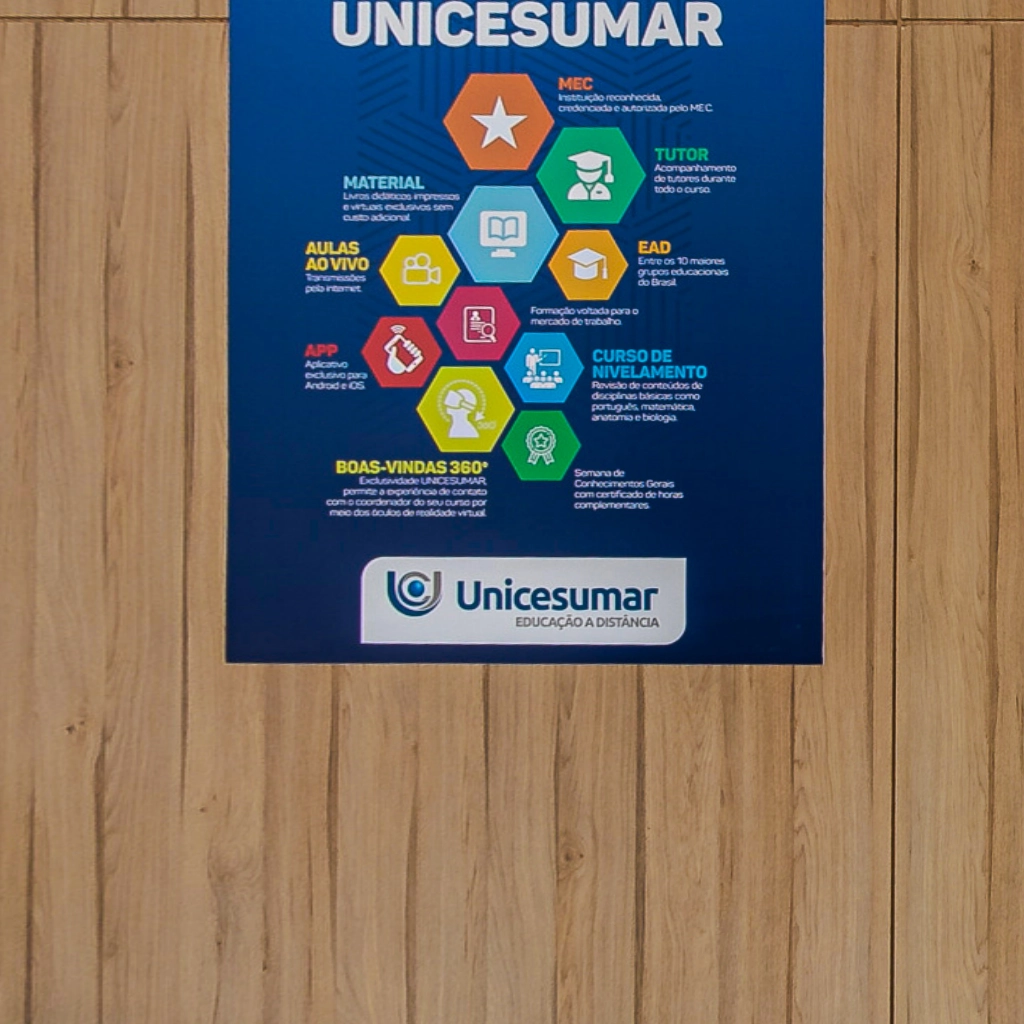 UNICESUMAR
MEC
Instituição reconhecida,
credenciada e autorizada pelo MEC.
TUTOR
Acompanhamento
de tutores durante
todo o curso.
MATERIAL
Livros didáticos impressos
e virtuais exclusivos sem
custo adicional.
AULAS
AO VIVO
Transmissões
pela internet.
EAD
Entre os 10 maiores
grupos educacionais
do Brasil.
Formação voltada para o
mercado de trabalho.
APP
Aplicativo
exclusivo para
Android e iOS.
CURSO DE
NIVELAMENTO
Revisão de conteúdos de
disciplinas básicas como
português, matemática,
anatomia e biologia.
360°
BOAS-VINDAS 360°
Exclusividade UNICESUMAR,
permite a experiência de contato
com o coordenador do seu curso por
meio dos óculos de realidade virtual.
Semana de
Conhecimentos Gerais
com certificado de horas
complementares.
Unicesumar
EDUCAÇÃO A DISTÂNCIA